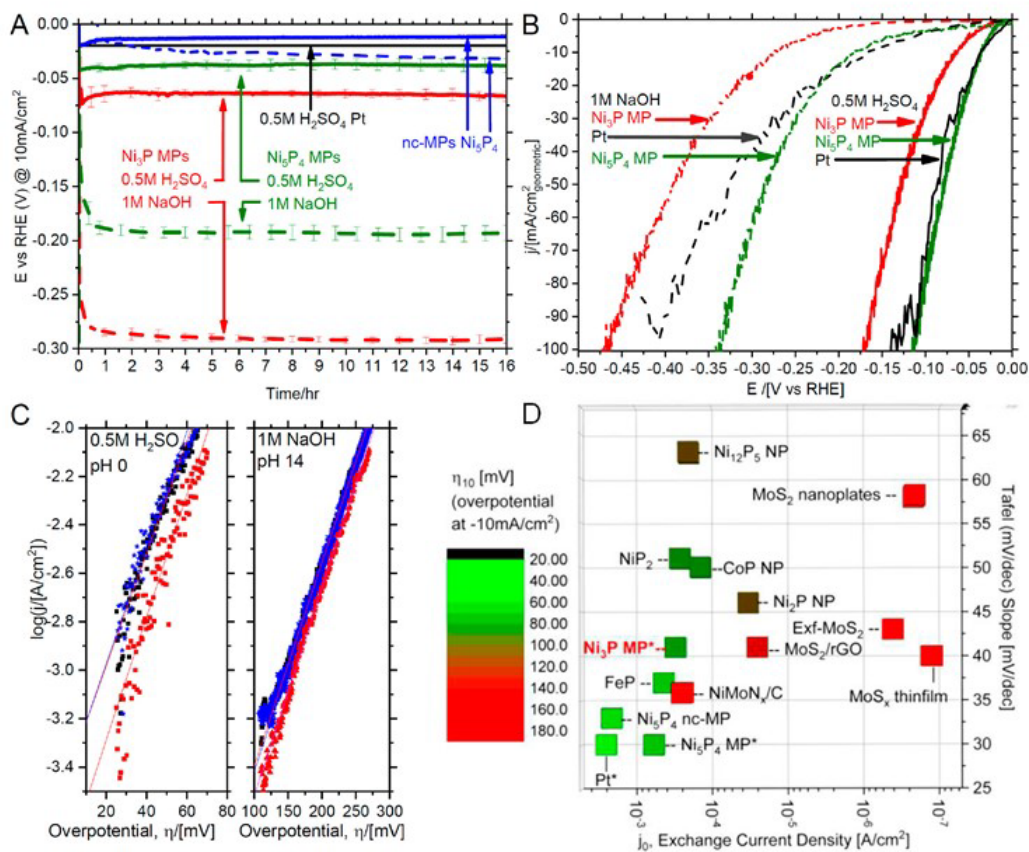 A
E vs RHE (V) @ 10mA/cm²
0.00
-0.05
-0.10
-0.15
-0.20
-0.25
-0.30
0.5M H₂SO₄ Pt
nc-MPs Ni₅P₄
Ni₃P MPs
0.5M H₂SO₄
1M NaOH
Ni₅P₄ MPs
0.5M H₂SO₄
1M NaOH
0 1 2 3 4 5 6 7 8 9 10 11 12 13 14 15 16
Time/hr
B
j/[mA/cm²geometric]
0
-10
-20
-30
-40
-50
-60
-70
-80
-90
-100
1M NaOH
Ni₃P MP
Pt
Ni₅P₄ MP
0.5M H₂SO₄
Ni₃P MP
Ni₅P₄ MP
Pt
-0.50 -0.45 -0.40 -0.35 -0.30 -0.25 -0.20 -0.15 -0.10 -0.05 0.00
E /[V vs RHE]
C
log(j/[A/cm²])
-2.0
-2.2
-2.4
-2.6
-2.8
-3.0
-3.2
-3.4
0.5M H₂SO
pH 0
1M NaOH
pH 14
0 20 40 60 80
100 150 200 250 300
Overpotential, η/[mV]
Overpotential, η/[mV]
D
η₁₀ [mV]
(overpotential
at -10mA/cm²)
20.00
40.00
60.00
80.00
100.0
120.0
140.0
160.0
180.0
Ni₁₂P₅ NP
MoS₂ nanoplates
NiP₂
CoP NP
Ni₂P NP
Exf-MoS₂
Ni₃P MP*
MoS₂/rGO
FeP
NiMoNₓ/C
MoSₓ thinfilm
Ni₅P₄ nc-MP
Ni₅P₄ MP*
Pt*
65
60
55
50
45
40
35
30
25
Tafel (mV/dec) Slope [mV/dec]
10⁻³ 10⁻⁴ 10⁻⁵ 10⁻⁶ 10⁻⁷
j₀, Exchange Current Density [A/cm²]